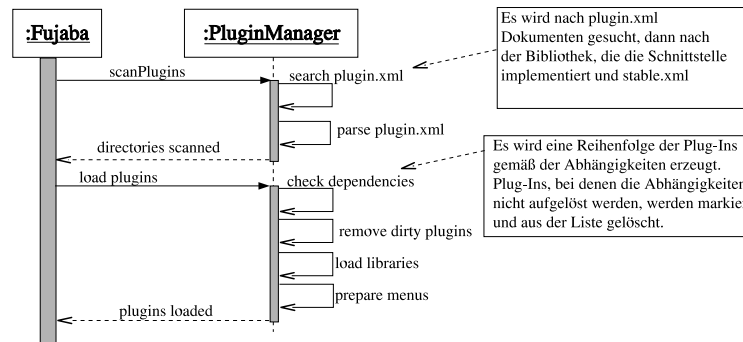 :Fujaba
:PluginManager
Es wird nach plugin.xml
Dokumenten gesucht, dann nach
der Bibliothek, die die Schnittstelle
implementiert und stable.xml
scanPlugins
search plugin.xml
parse plugin.xml
directories scanned
Es wird eine Reihenfolge der Plug-Ins
gemäß der Abhängigkeiten erzeugt.
Plug-Ins, bei denen die Abhängigkeiten
nicht aufgelöst werden, werden markier
und aus der Liste gelöscht.
load plugins
check dependencies
remove dirty plugins
load libraries
prepare menus
plugins loaded